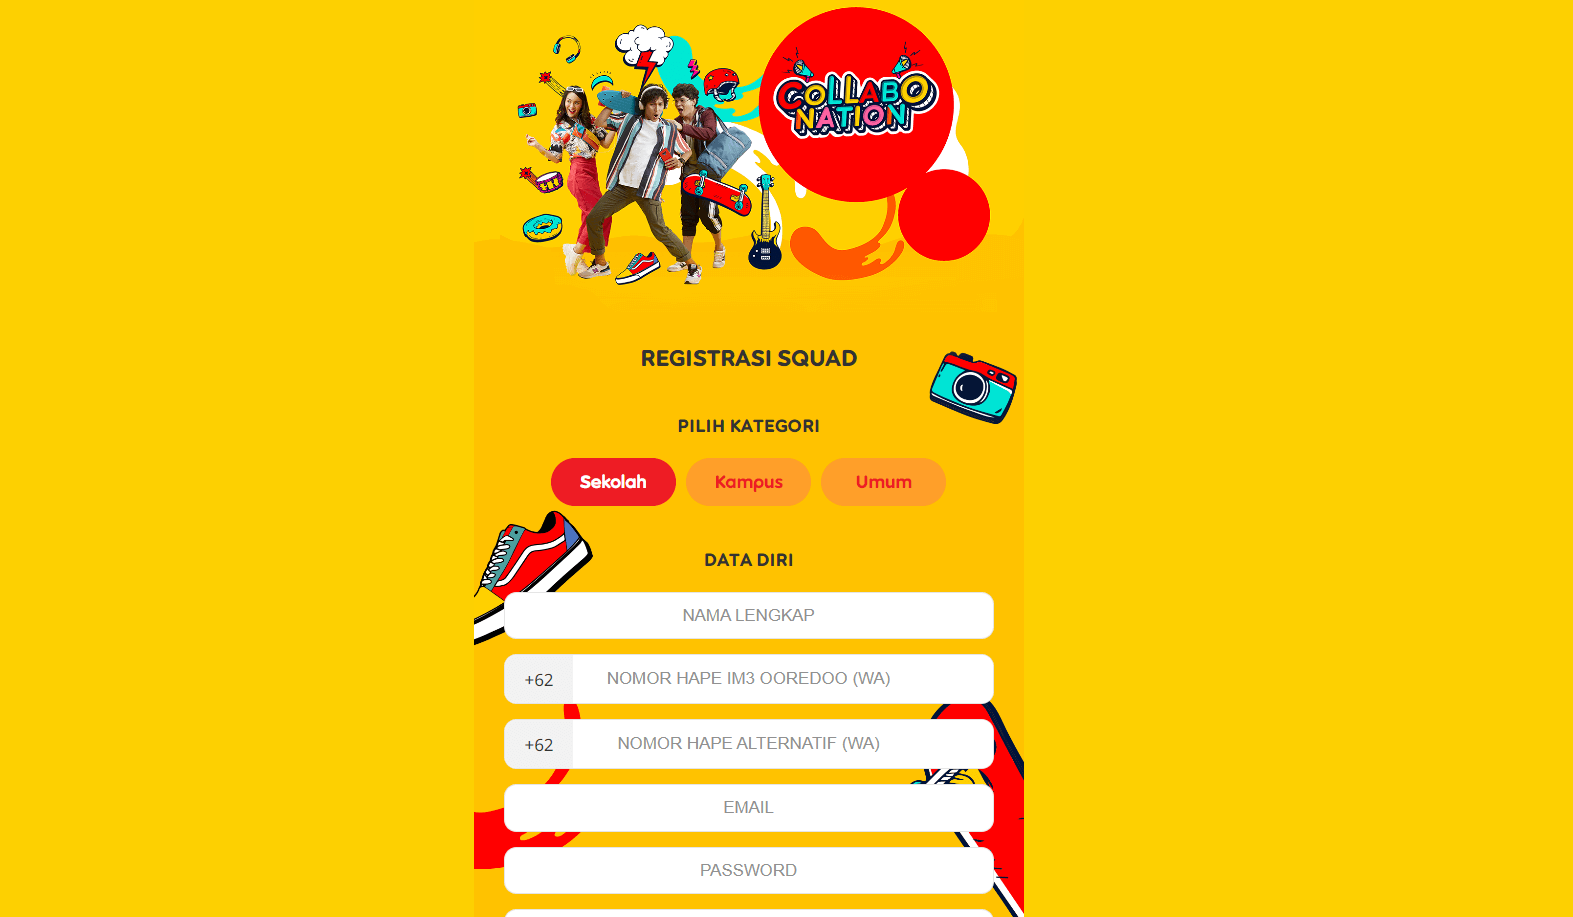 COLLABO
NATION
REGISTRASI SQUAD
PILIH KATEGORI
Sekolah Kampus Umum
DATA DIRI
NAMA LENGKAP
+62 NOMOR HAPE IM3 OOREDOO (WA)
+62 NOMOR HAPE ALTERNATIF (WA)
EMAIL
PASSWORD